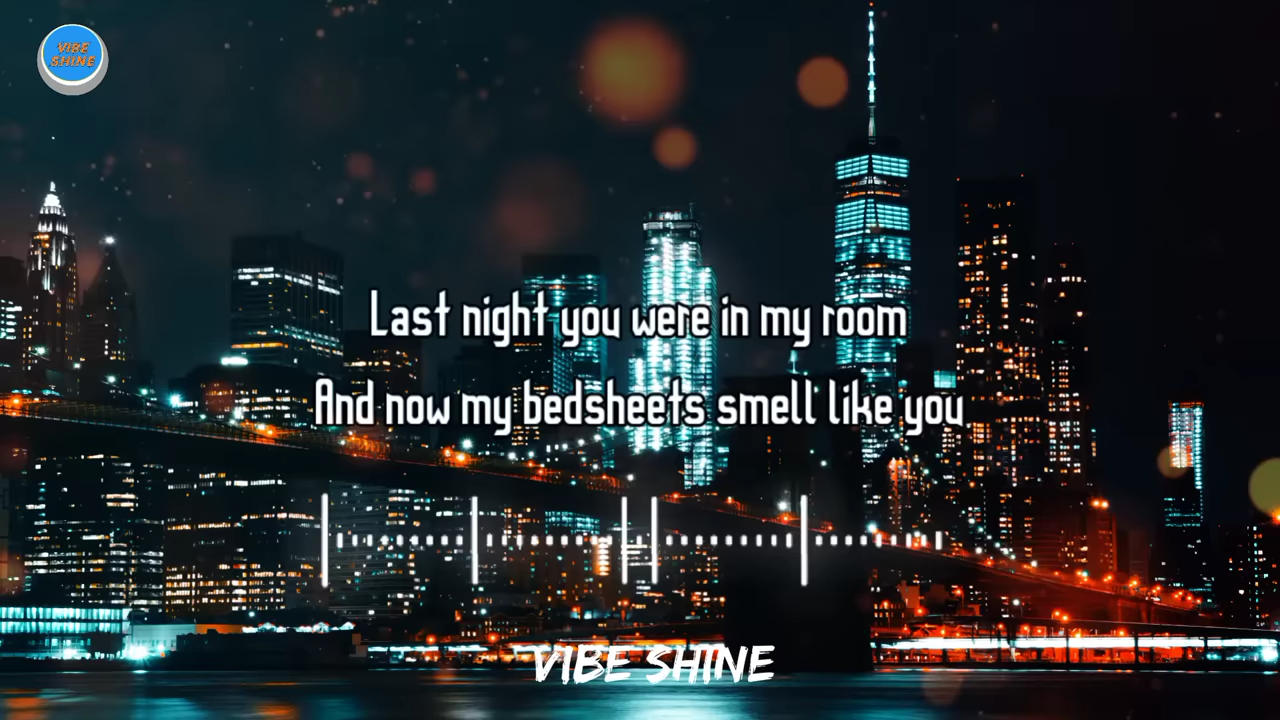 VIBE
SHINE
Last night you were in my room
And now my bedsheets smell like you
VIBE SHINE